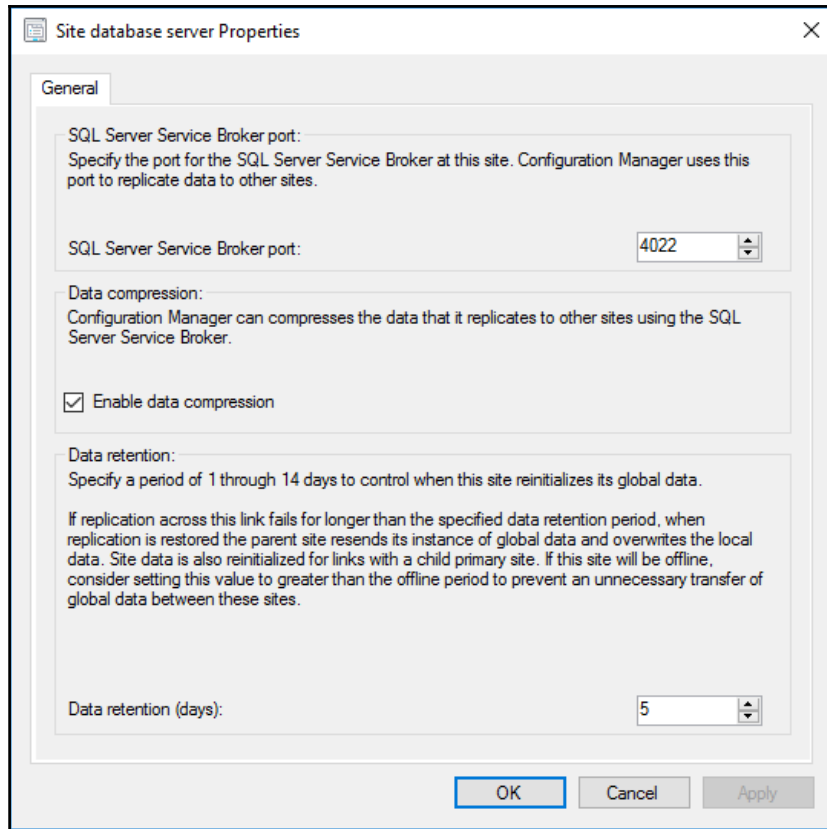 Site database server Properties
General
SQL Server Service Broker port:
Specify the port for the SQL Server Service Broker at this site. Configuration Manager uses this
port to replicate data to other sites.
SQL Server Service Broker port:
4022
Data compression:
Configuration Manager can compresses the data that it replicates to other sites using the SQL
Server Service Broker.
Enable data compression
Data retention:
Specify a period of 1 through 14 days to control when this site reinitializes its global data.
If replication across this link fails for longer than the specified data retention period, when
replication is restored the parent site resends its instance of global data and overwrites the local
data. Site data is also reinitialized for links with a child primary site. If this site will be offline,
consider setting this value to greater than the offline period to prevent an unnecessary transfer of
global data between these sites.
Data retention (days):
5
OK
Cancel
Apply